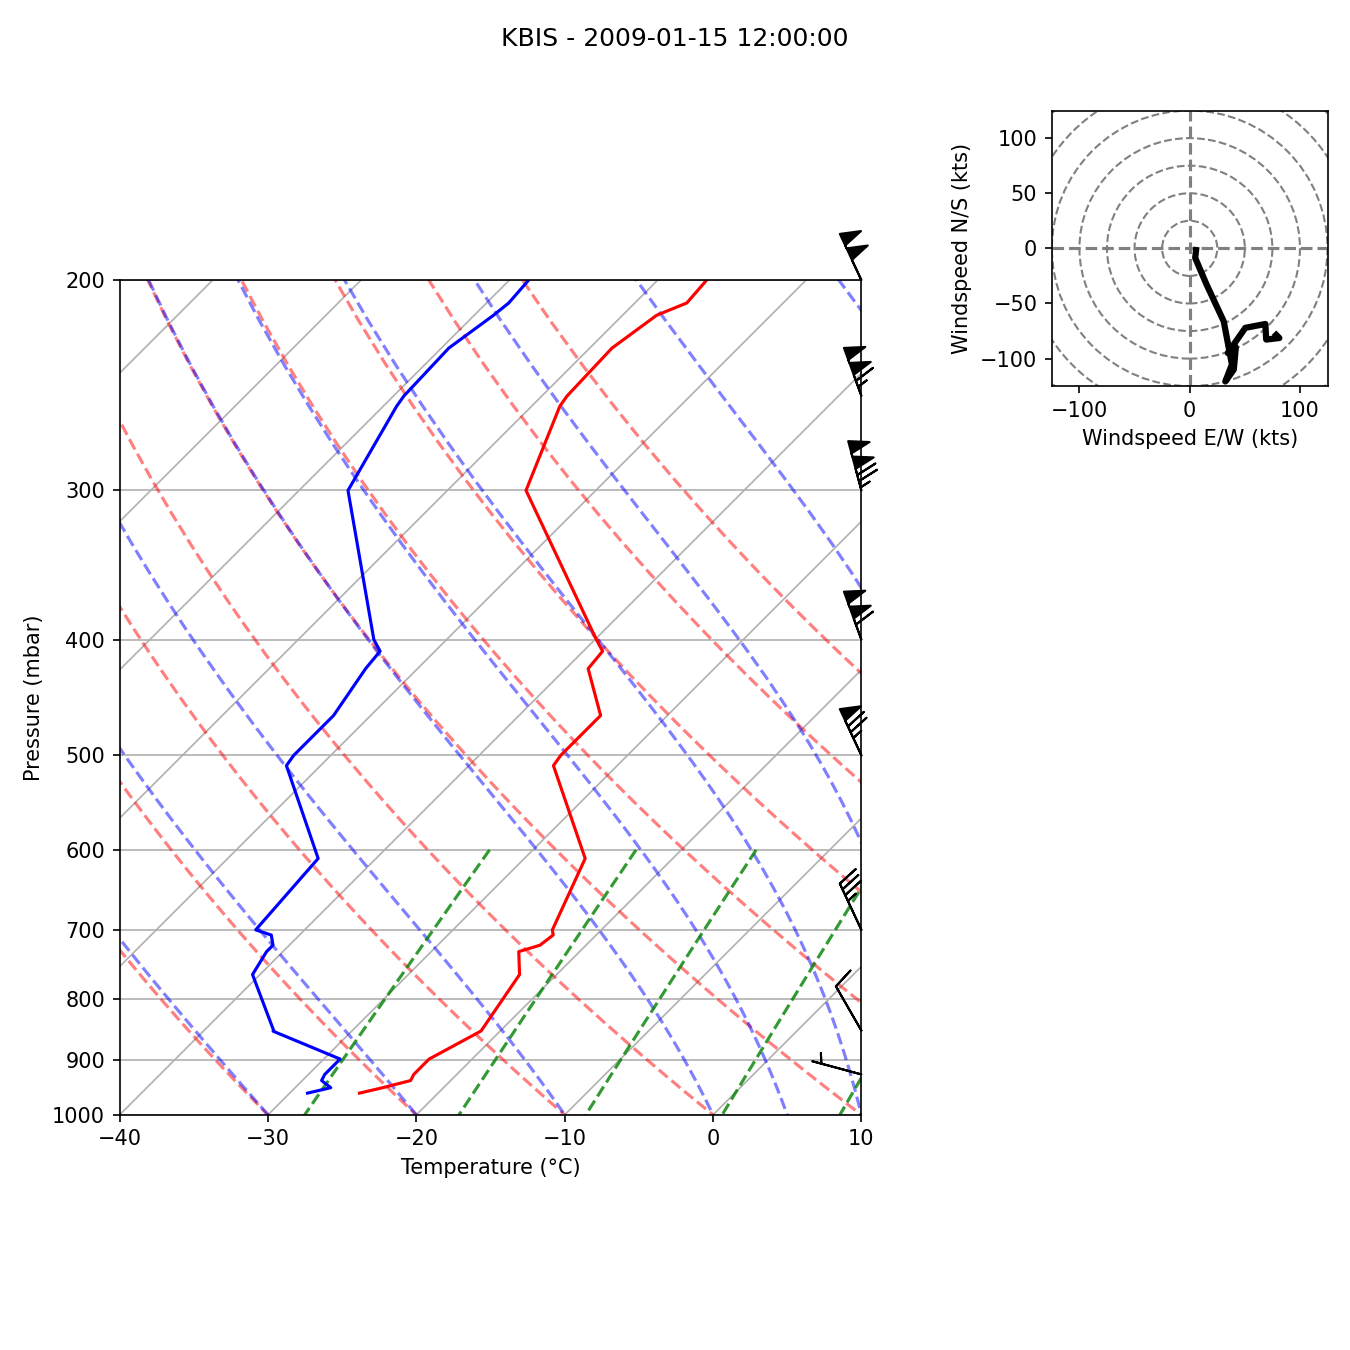 KBIS - 2009-01-15 12:00:00
100
50
0
−50
−100
Windspeed N/S (kts)
−100 0 100
Windspeed E/W (kts)
200
300
400
500
600
700
800
900
1000
Pressure (mbar)
−40 −30 −20 −10 0 10
Temperature (°C)